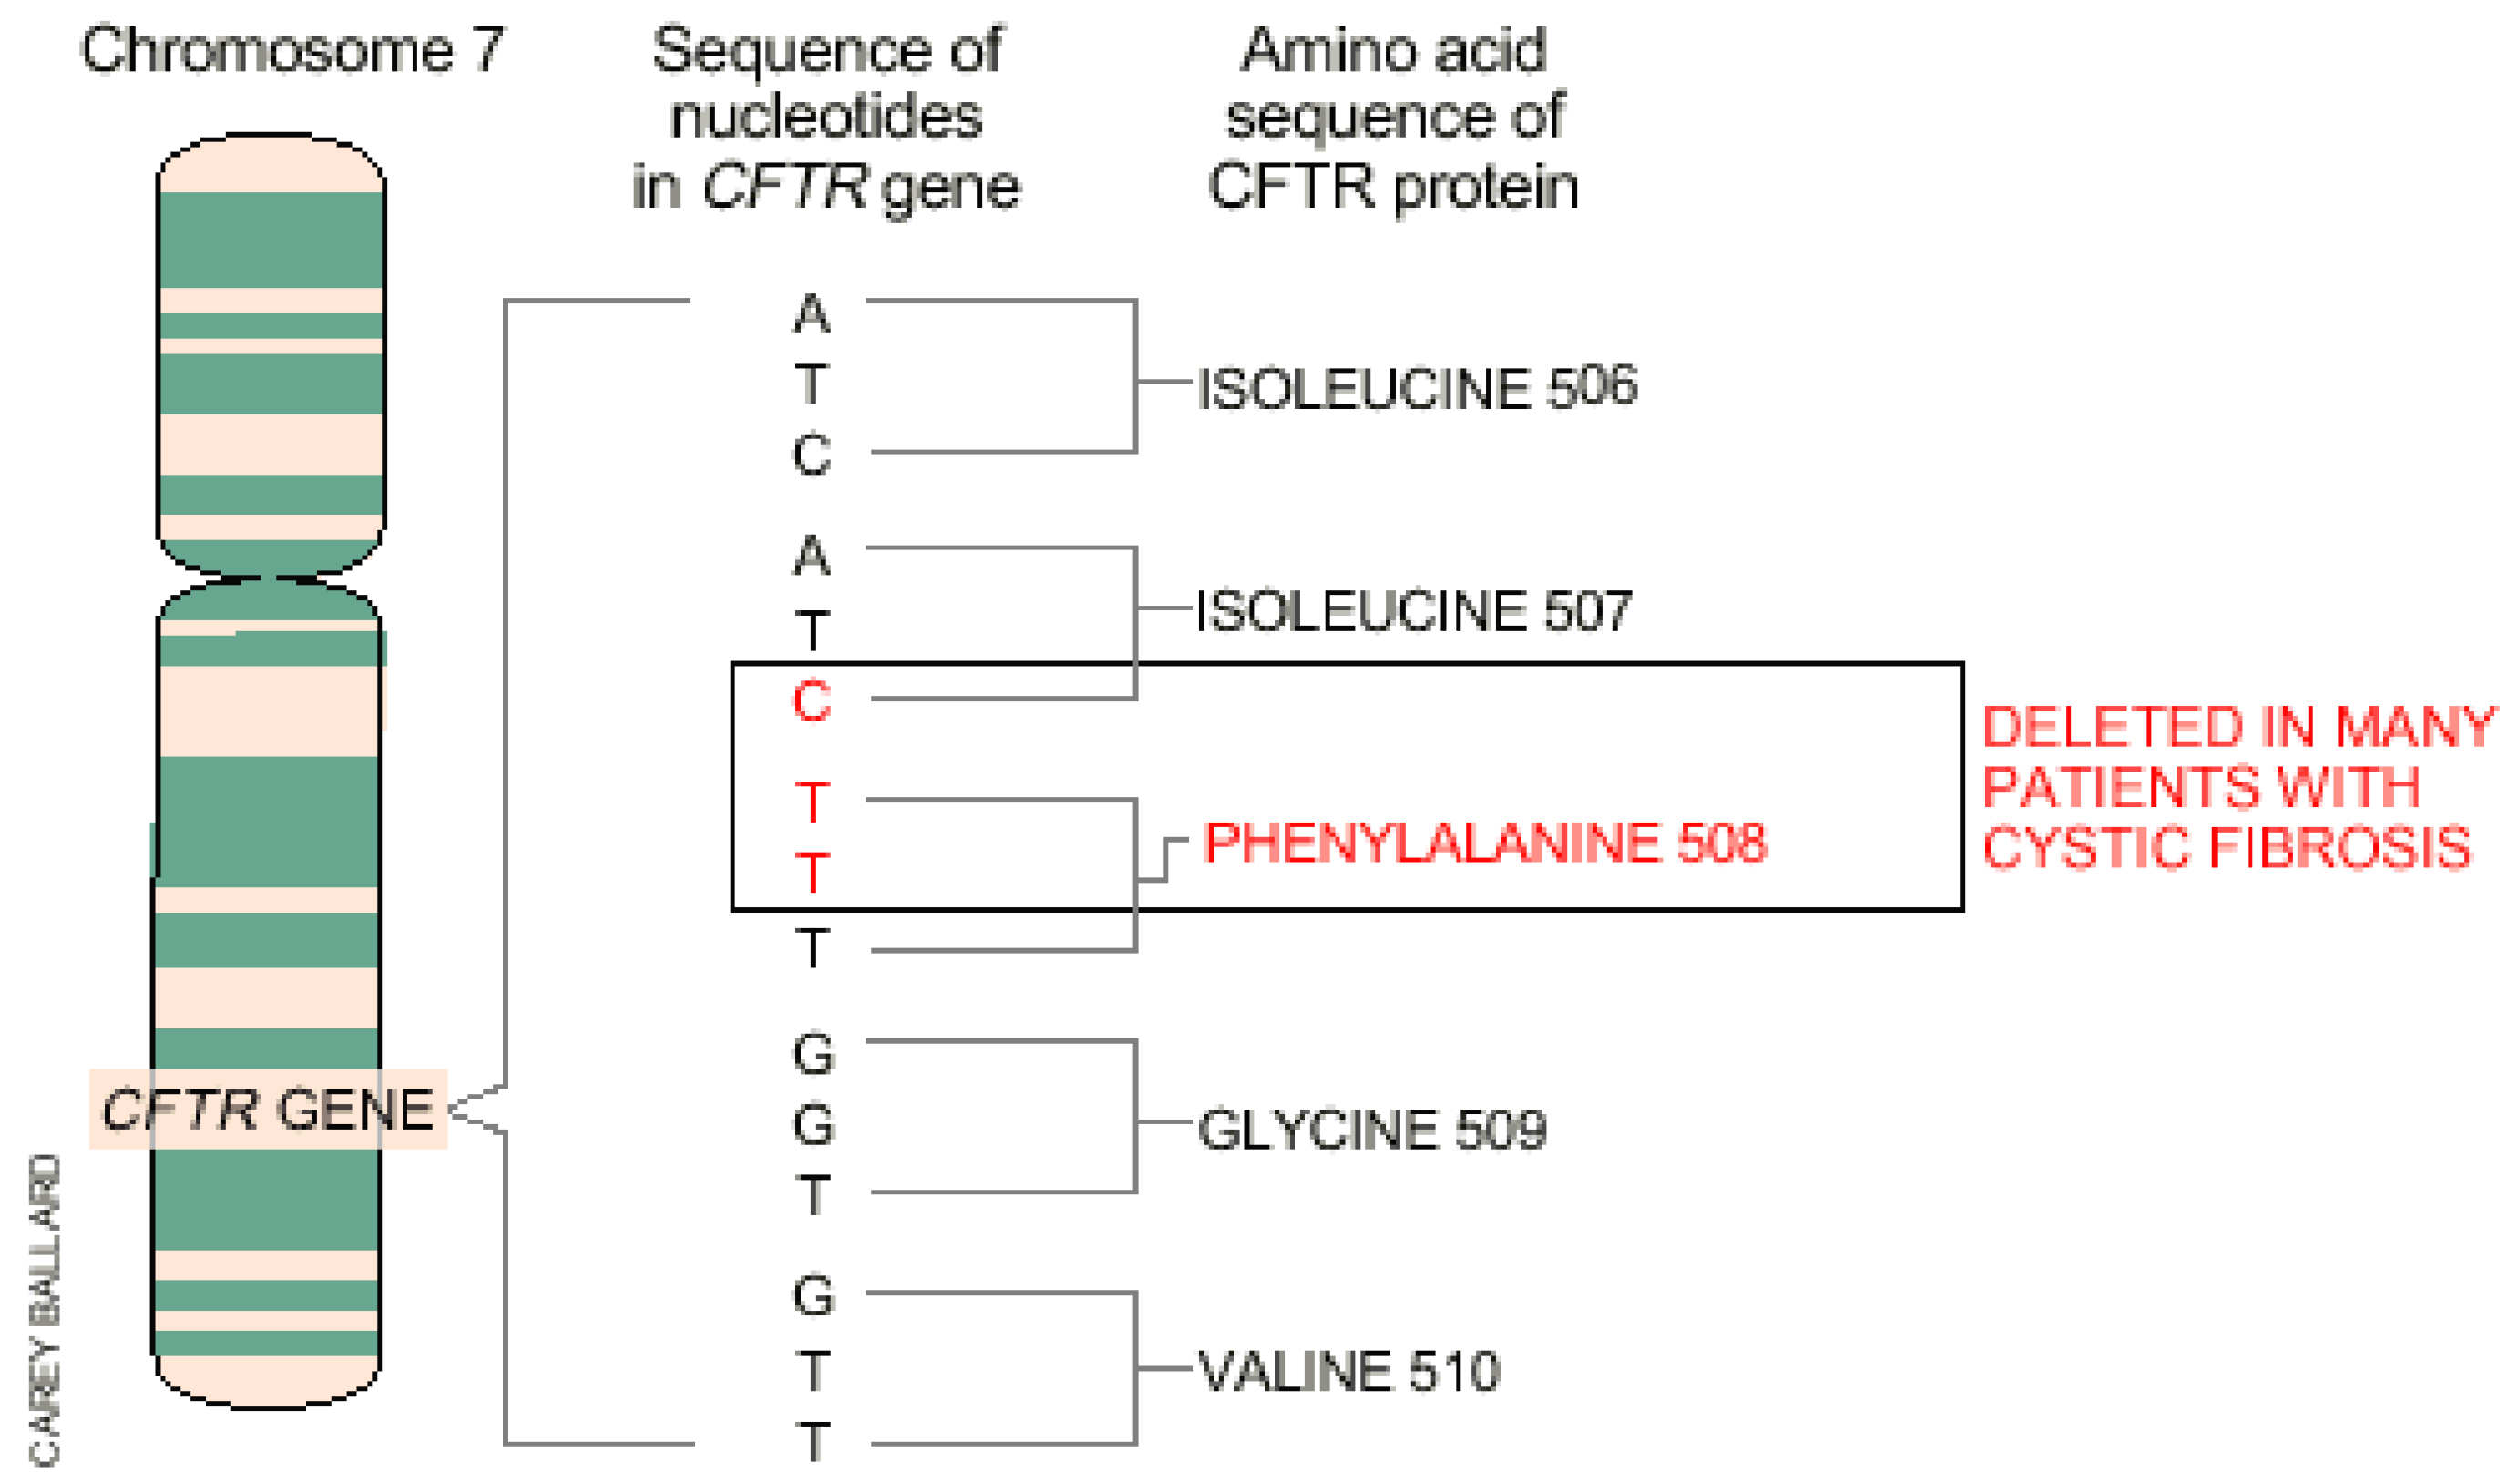 Chromosome 7
Sequence of
nucleotides
in CFTR gene
Amino acid
sequence of
CFTR protein
A
T
C
ISOLEUCINE 506
A
T
C
ISOLEUCINE 507
T
T
T
PHENYLALANINE 508
DELETED IN MANY
PATIENTS WITH
CYSTIC FIBROSIS
G
G
T
GLYCINE 509
G
T
T
VALINE 510
CFTR GENE
CAREY BALLARD